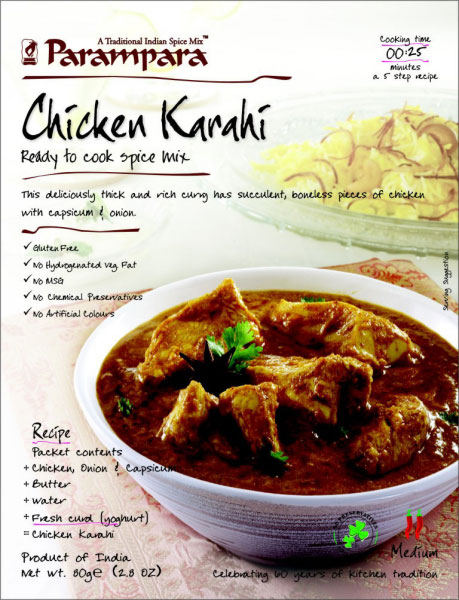 A Traditional Indian Spice Mix™
Parampara
Cooking time
00:25
minutes
a 5 step recipe
Chicken Karahi
Ready to cook spice mix
This deliciously thick and rich curry has succulent, boneless pieces of chicken
with capsicum & onion.
✓ Gluten Free
✓ No Hydrogenated Veg. Fat
✓ No MSG
✓ No Chemical Preservatives
✓ No Artificial Colours
Serving Suggestion
Recipe
Packet contents
+ Chicken, Onion & Capsicum
+ Butter
+ Water
+ Fresh curd (yoghurt)
= Chicken Karahi
Product of India
Net wt. 80g℮ (2.8 OZ)
Medium
Celebrating 60 years of kitchen tradition